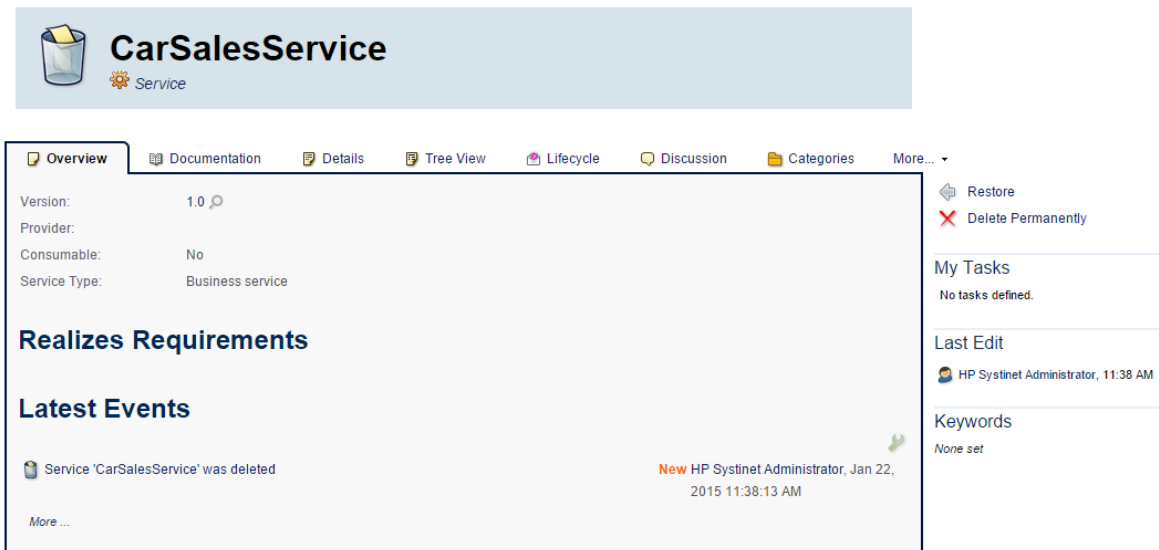 CarSalesService
Service
Overview Documentation Details Tree View Lifecycle Discussion Categories More...
Version: 1.0
Provider:
Consumable: No
Service Type: Business service
Realizes Requirements
Latest Events
Service 'CarSalesService' was deleted
New HP Systinet Administrator, Jan 22,
2015 11:38:13 AM
More ...
Restore
Delete Permanently
My Tasks
No tasks defined.
Last Edit
HP Systinet Administrator, 11:38 AM
Keywords
None set